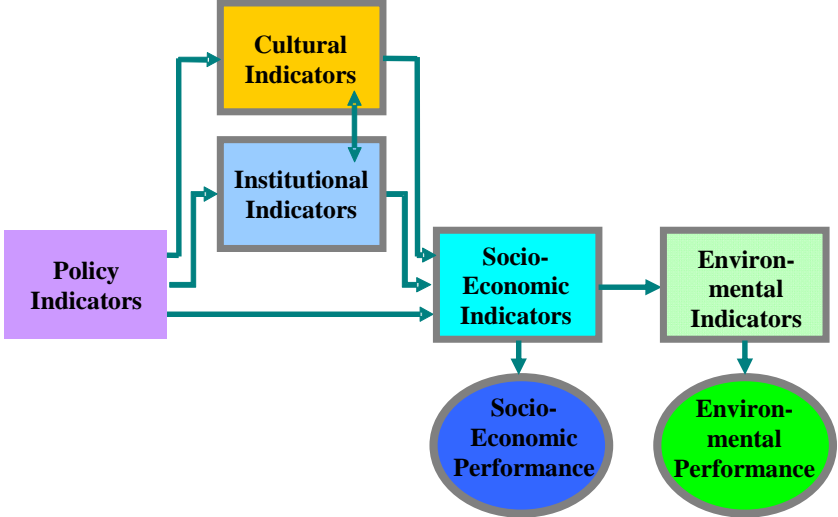 Cultural
Indicators
Institutional
Indicators
Policy
Indicators
Socio-
Economic
Indicators
Environ-
mental
Indicators
Socio-
Economic
Performance
Environ-
mental
Performance